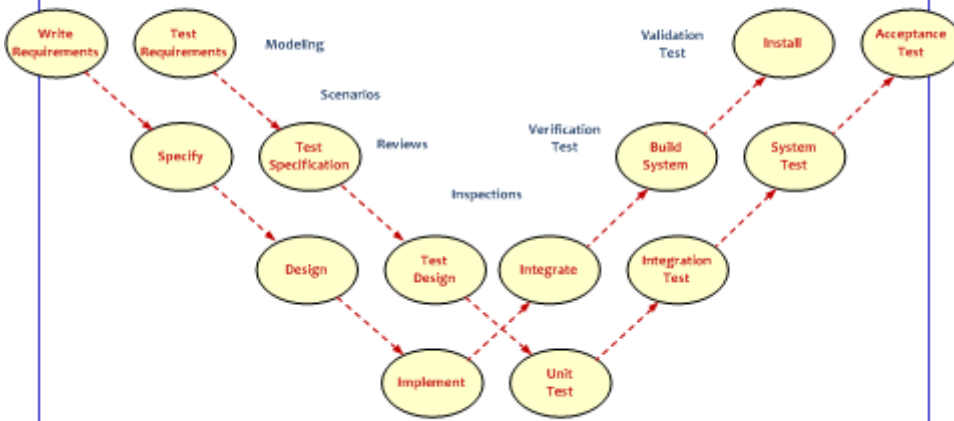 Write
Requirements
Test
Requirements
Modeling
Validation
Test
Install
Acceptance
Test
Scenarios
Specify
Test
Specification
Reviews
Verification
Test
Build
System
System
Test
Inspections
Design
Test
Design
Integrate
Integration
Test
Implement
Unit
Test